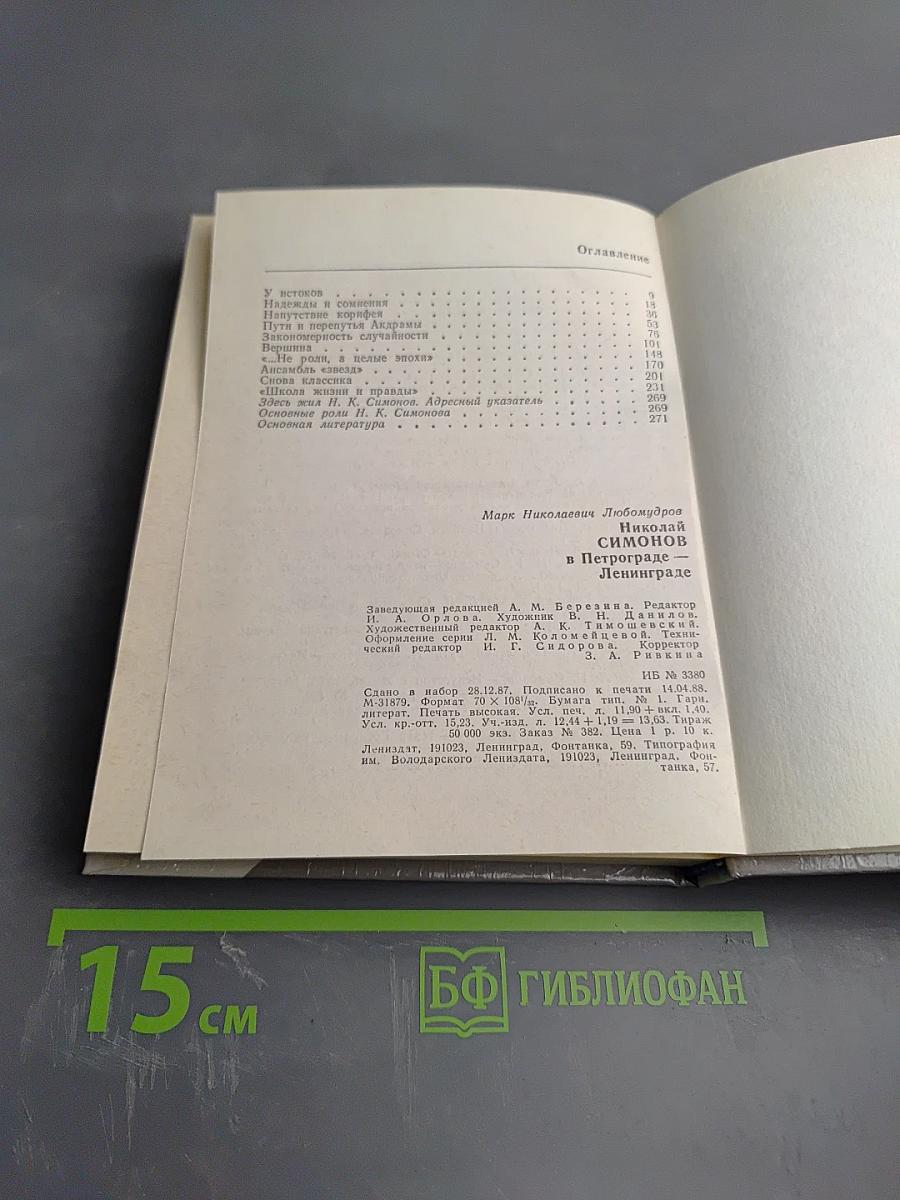 Оглавление
У истоков . . . . . . . . . . . . . . . . . . 9
Надежды и сомнения . . . . . . . . . . . . . . 18
Напутствие корифея . . . . . . . . . . . . . . 36
Пути и перепутья Акдрамы . . . . . . . . . . . 53
Закономерность случайности . . . . . . . . . . 76
Вершина . . . . . . . . . . . . . . . . . . . 101
«...Не роли, а целые эпохи» . . . . . . . . . . 148
Ансамбль «звезд» . . . . . . . . . . . . . . . 170
Снова классика . . . . . . . . . . . . . . . . 201
«Школа жизни и правды» . . . . . . . . . . . . 231
Здесь жил Н. К. Симонов. Адресный указатель . . . . . 269
Основные роли Н. К. Симонова . . . . . . . . . 269
Основная литература . . . . . . . . . . . . . . 271
Марк Николаевич Любомудров
Николай
СИМОНОВ
в Петрограде —
Ленинграде
Заведующая редакцией А. М. Березина. Редактор
И. А. Орлова. Художник В. Н. Данилов.
Художественный редактор А. К. Тимошевский.
Оформление серии Л. М. Коломейцевой. Техни-
ческий редактор И. Г. Сидорова. Корректор
З. А. Ривкина
ИБ № 3380
Сдано в набор 28.12.87. Подписано к печати 14.04.88.
М-31879. Формат 70 × 108¹/₃₂. Бумага тип. № 1. Гарн.
литерат. Печать высокая. Усл. печ. л. 11,90 + вкл. 1,40.
Усл. кр.-отт. 15,23. Уч.-изд. л. 12,44 + 1,19 = 13,63. Тираж
50 000 экз. Заказ № 382. Цена 1 р. 10 к.
Лениздат, 191023, Ленинград, Фонтанка, 59. Типография
им. Володарского Лениздата, 191023, Ленинград, Фон-
танка, 57.
15 см
БФ ГИБЛИОФАН